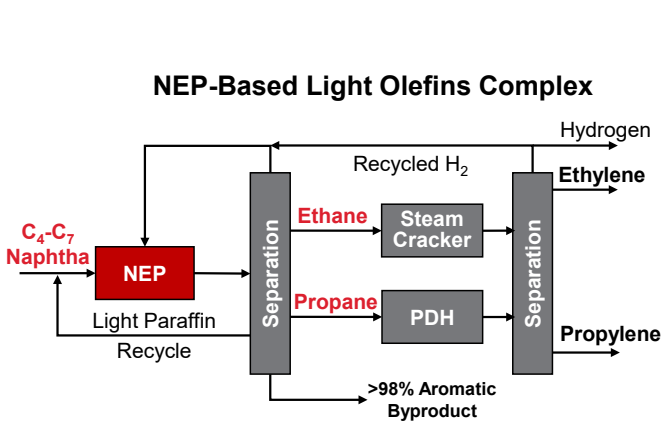 NEP-Based Light Olefins Complex
Hydrogen
Recycled H₂
Ethylene
C₄-C₇
Naphtha
NEP
Separation
Ethane
Steam
Cracker
Separation
Propane
PDH
Light Paraffin
Recycle
Propylene
>98% Aromatic
Byproduct